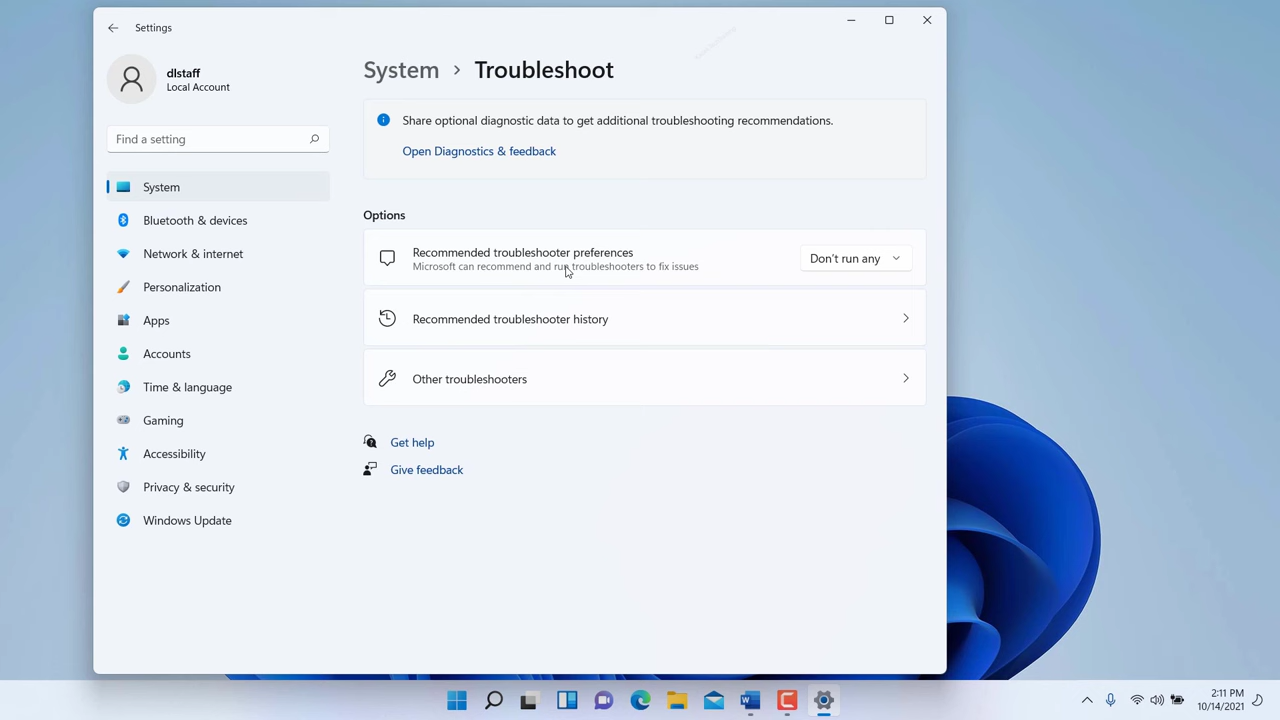 Settings
dlstaff
Local Account
Find a setting
System
Bluetooth & devices
Network & internet
Personalization
Apps
Accounts
Time & language
Gaming
Accessibility
Privacy & security
Windows Update
System > Troubleshoot
Share optional diagnostic data to get additional troubleshooting recommendations.
Open Diagnostics & feedback
Options
Recommended troubleshooter preferences
Microsoft can recommend and run troubleshooters to fix issues
Don't run any
Recommended troubleshooter history
Other troubleshooters
Get help
Give feedback
2:11 PM
10/14/2021